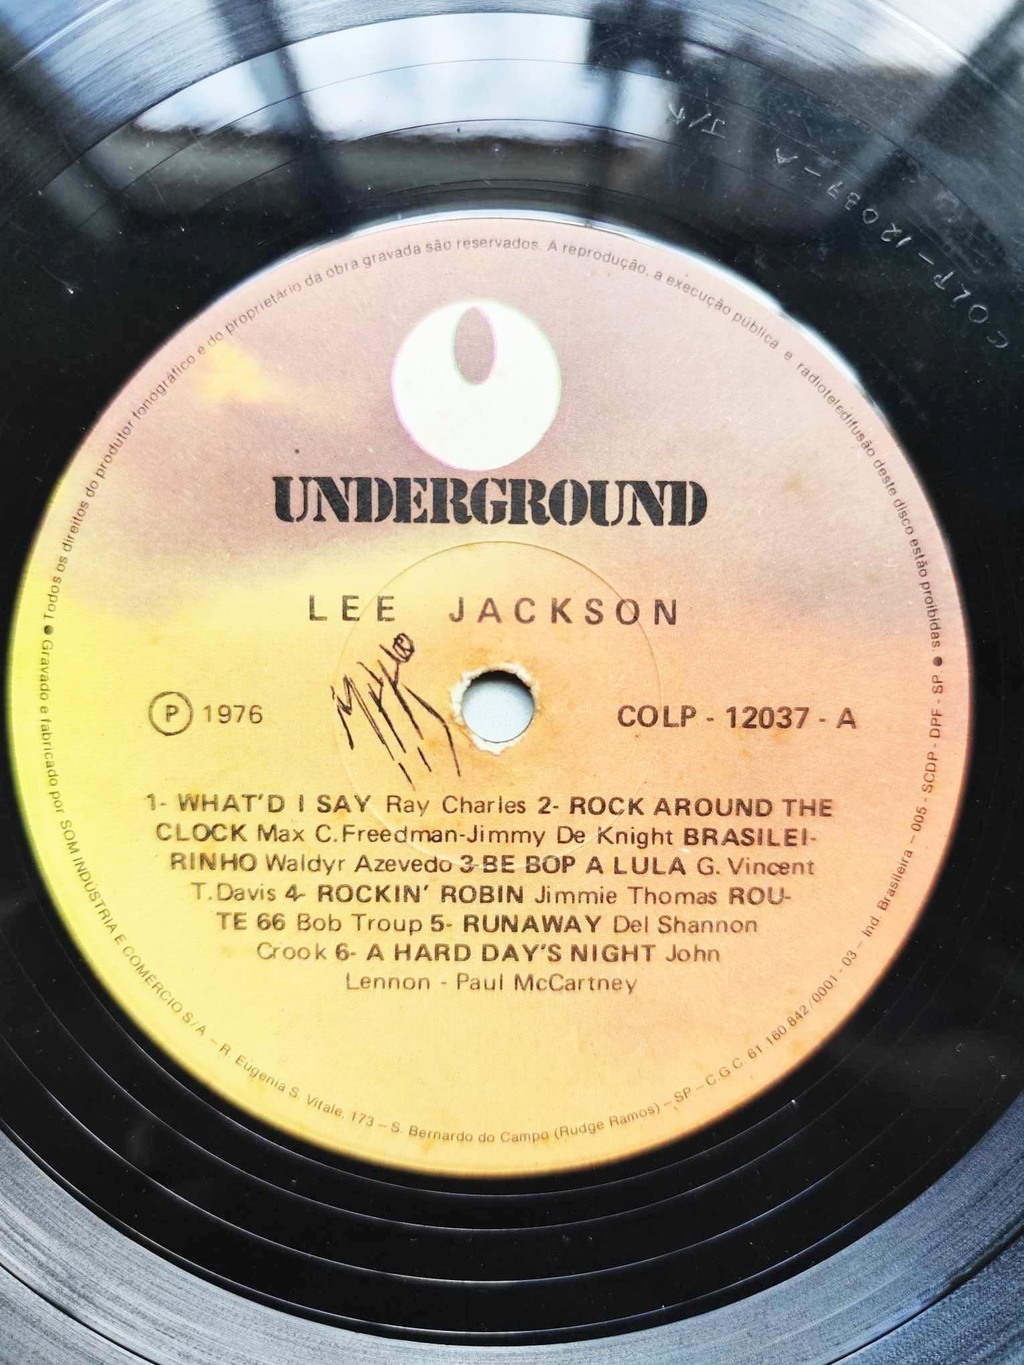 COLP-12037-A
● Todos os direitos do produtor fonográfico e do proprietário da obra gravada são reservados. A reprodução, a execução pública e radioteledifusão deste disco estão proibidas. ●
UNDERGROUND
LEE JACKSON
Ⓟ 1976
COLP - 12037 - A
1- WHAT'D I SAY Ray Charles 2- ROCK AROUND THE
CLOCK Max C.Freedman-Jimmy De Knight BRASILEI-
RINHO Waldyr Azevedo 3-BE BOP A LULA G. Vincent
T.Davis 4- ROCKIN' ROBIN Jimmie Thomas ROU-
TE 66 Bob Troup 5- RUNAWAY Del Shannon
Crook 6- A HARD DAY'S NIGHT John
Lennon - Paul McCartney
Gravado e fabricado por SOM INDUSTRIA E COMÉRCIO S/A - R. Eugenia S. Vitale, 173 - S. Bernardo do Campo (Rudge Ramos) - SP - C.G.C. 61.160.842/0001-03 - Ind. Brasileira - 005 - SCDP - DPF - SP.